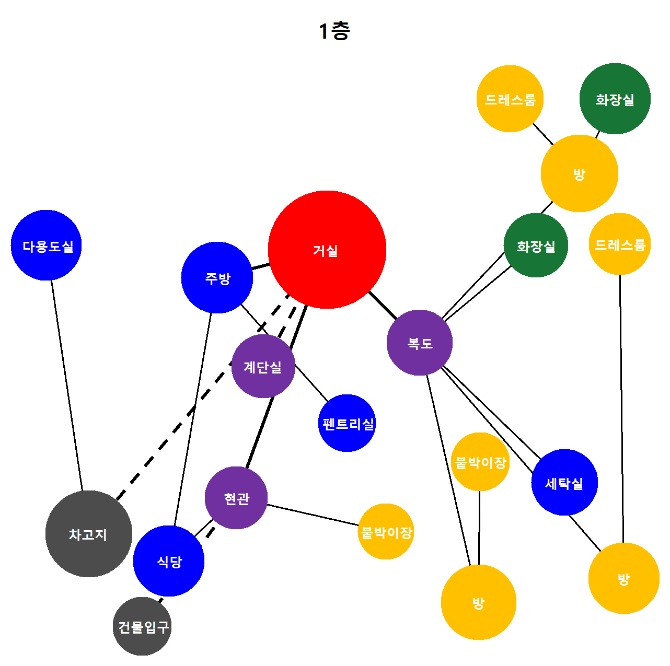 1층
드레스룸
화장실
방
다용도실
주방
거실
화장실
드레스룸
계단실
복도
펜트리실
붙박이장
세탁실
현관
차고지
식당
붙박이장
방
방
건물입구